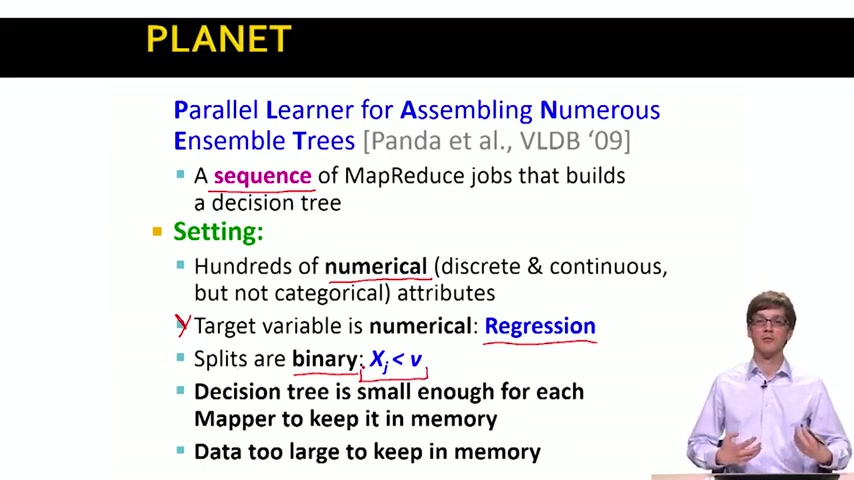 PLANET
Parallel Learner for Assembling Numerous
Ensemble Trees [Panda et al., VLDB ‘09]
A sequence of MapReduce jobs that builds
a decision tree
Setting:
Hundreds of numerical (discrete & continuous,
but not categorical) attributes
Y Target variable is numerical: Regression
Splits are binary: Xj < v
Decision tree is small enough for each
Mapper to keep it in memory
Data too large to keep in memory